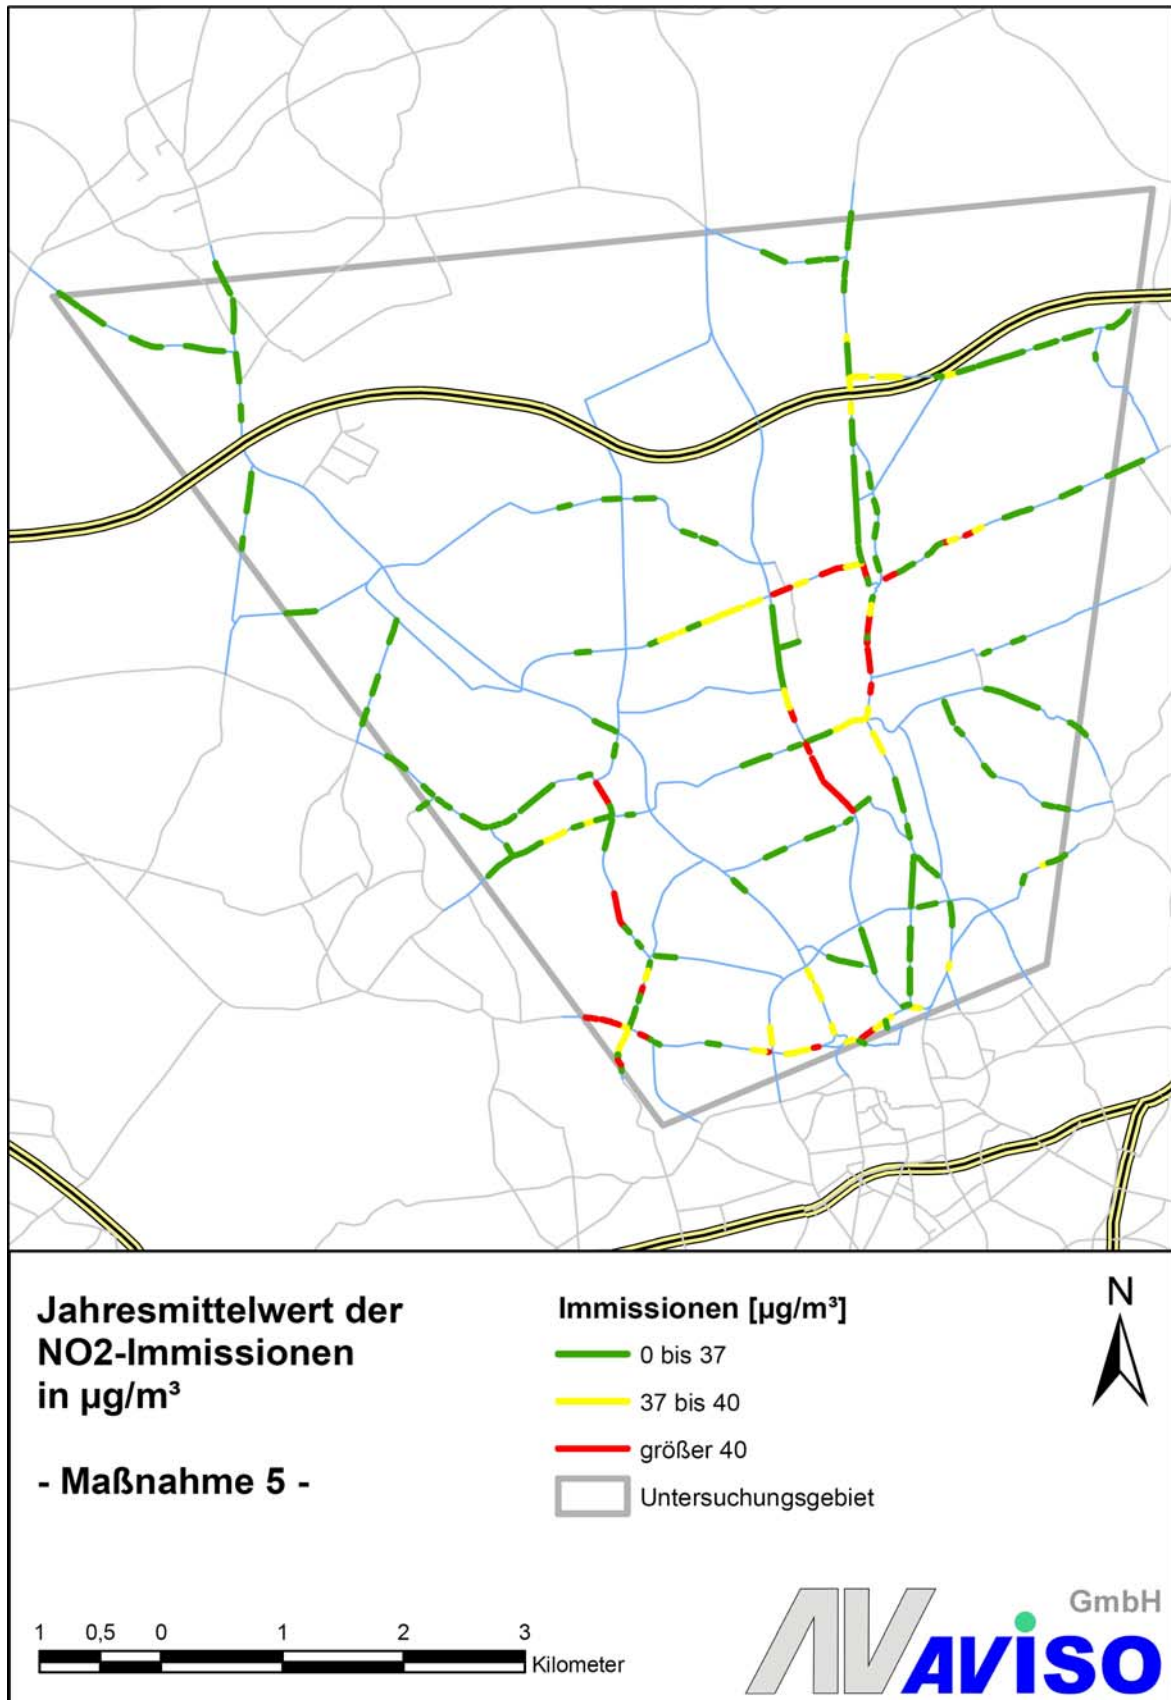 Jahresmittelwert der
NO2-Immissionen
in µg/m³
- Maßnahme 5 -
Immissionen [µg/m³]
0 bis 37
37 bis 40
größer 40
Untersuchungsgebiet
N
1 0,5 0 1 2 3
Kilometer
GmbH
AVISO